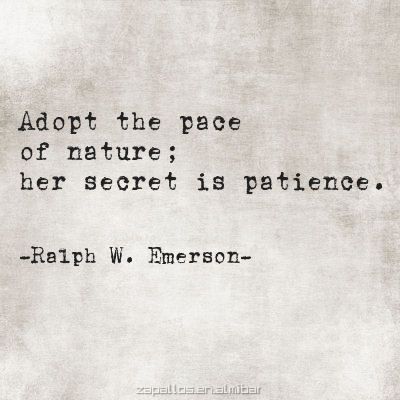 Adopt the pace
of nature;
her secret is patience.
-Ralph W. Emerson-
zapallos.en.almibar